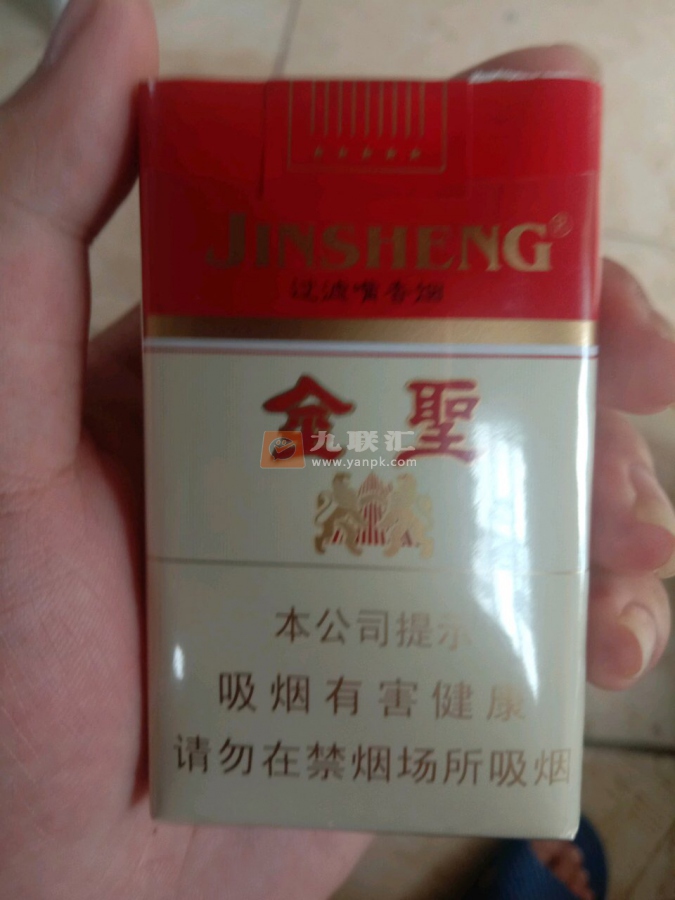 JINSHENG®
过滤嘴香烟
金聖
九联汇
www.yanpk.com
本公司提示
吸烟有害健康
请勿在禁烟场所吸烟